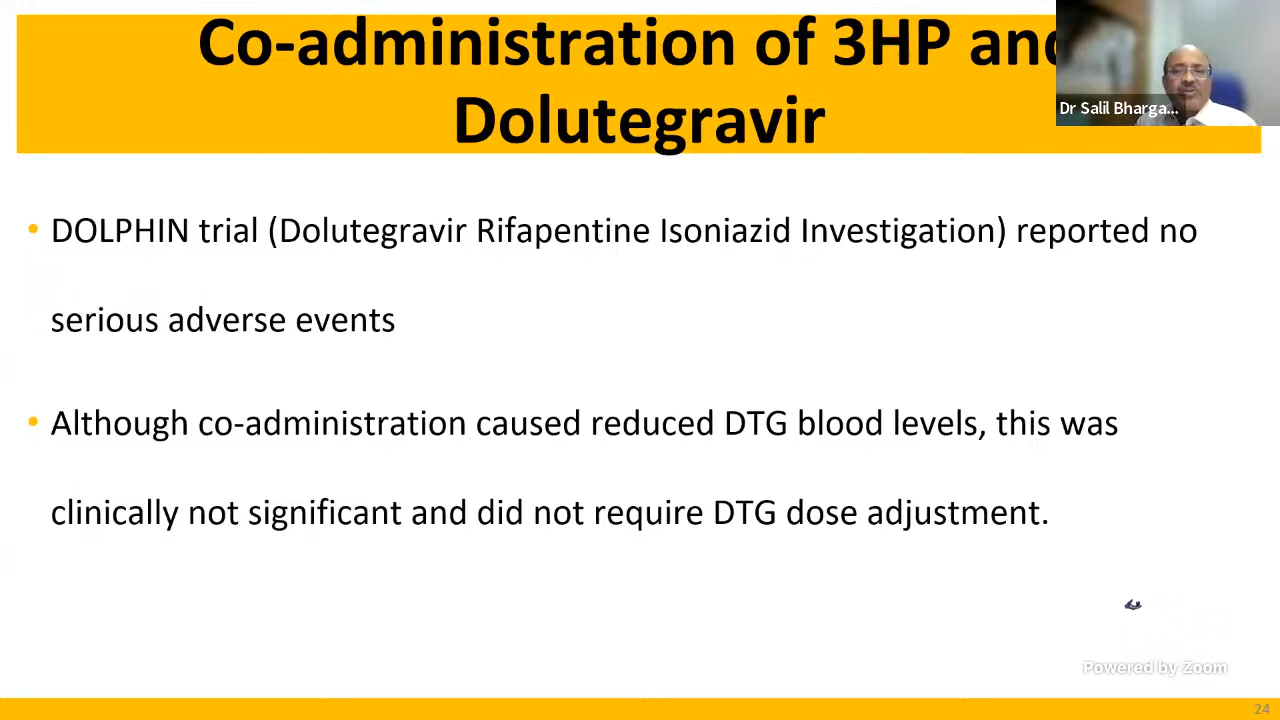 Co-administration of 3HP and
Dolutegravir
Dr Salil Bharga...
• DOLPHIN trial (Dolutegravir Rifapentine Isoniazid Investigation) reported no
serious adverse events
• Although co-administration caused reduced DTG blood levels, this was
clinically not significant and did not require DTG dose adjustment.
Powered by Zoom
24